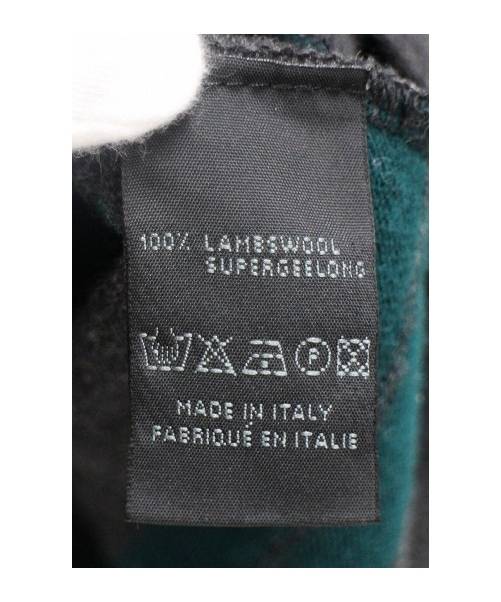 100% LAMBSWOOL
SUPERGEELONG
P
MADE IN ITALY
FABRIQUÉ EN ITALIE